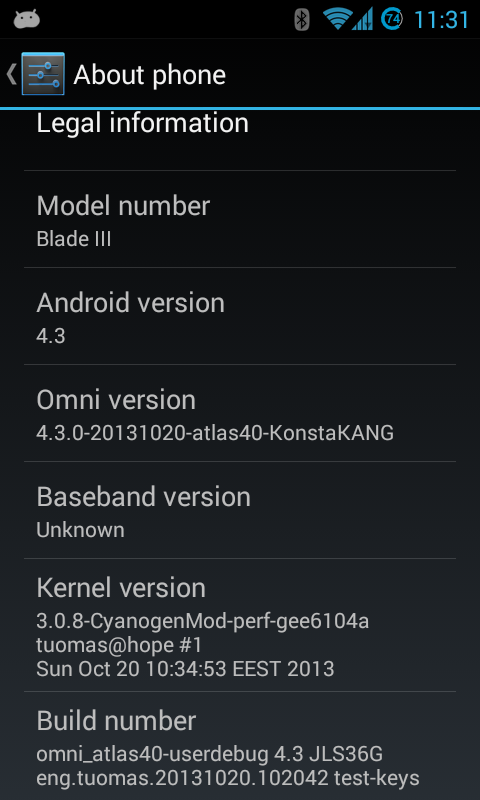 74 11:31
About phone
Legal information
Model number
Blade III
Android version
4.3
Omni version
4.3.0-20131020-atlas40-KonstaKANG
Baseband version
Unknown
Kernel version
3.0.8-CyanogenMod-perf-gee6104a
tuomas@hope #1
Sun Oct 20 10:34:53 EEST 2013
Build number
omni_atlas40-userdebug 4.3 JLS36G
eng.tuomas.20131020.102042 test-keys